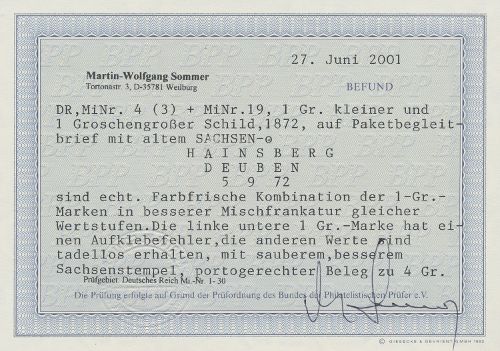 27. Juni 2001
Martin-Wolfgang Sommer
Tortonastr. 3, D-35781 Weilburg
BEFUND
DR,MiNr. 4 (3) + MiNr.19, 1 Gr. kleiner und
1 Groschengroßer Schild,1872, auf Paketbegleit-
brief mit altem SACHSEN-⊙
HAINSBERG
DEUBEN
5 9 72
sind echt. Farbfrische Kombination der 1-Gr.-
Marken in besserer Mischfrankatur gleicher
Wertstufen.Die linke untere 1 Gr.-Marke hat ei-
nen Aufklebefehler,die anderen Werte sind
tadellos erhalten, mit sauberem,besserem
Sachsenstempel, portogerechter Beleg zu 4 Gr.
Prüfgebiet: Deutsches Reich Mi.-Nr. 1- 30
Die Prüfung erfolgte auf Grund der Prüfordnung des Bundes der Philatelistischen Prüfer e.V.
© GIESECKE & DEVRIENT GMBH 1992